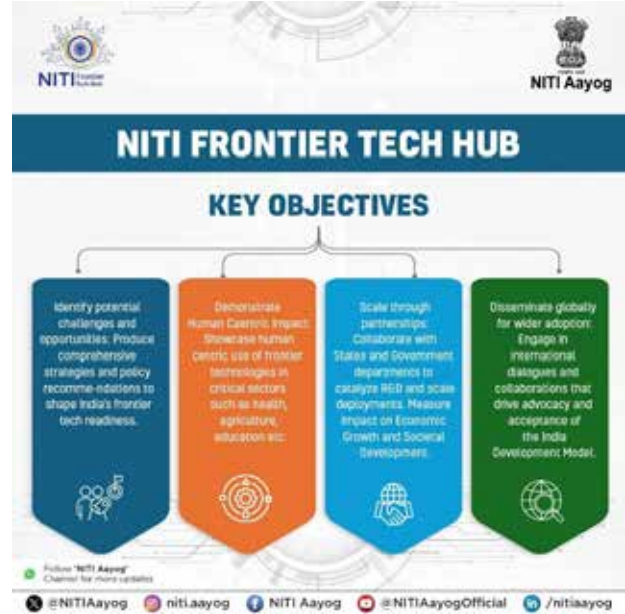 NITI Frontier
Tech Hub
NITI Aayog
NITI FRONTIER TECH HUB
KEY OBJECTIVES
Identify potential
challenges and
opportunities: Produce
comprehensive
strategies and policy
recomme-ndations to
shape India's frontier
tech readiness.
Demonstrate
Human Caentric Impact:
Showcase human
centric use of frontier
technologies in
critical sectors
such as health,
agriculture,
education etc.
Scale through
partnerships:
Collaborate with
States and Government
departments to
catalyze R&D and scale
deployments. Measure
Impact on Economic
Growth and Societal
Development.
Disseminate globally
for wider adoption:
Engage in
international
dialogues and
collaborations that
drive advocacy and
acceptance of
the India
Development Model.
Follow "NITI Aayog"
Channel for more updates
@NITIAayog niti.aayog NITI Aayog @NITIAayogOfficial /nitiaayog